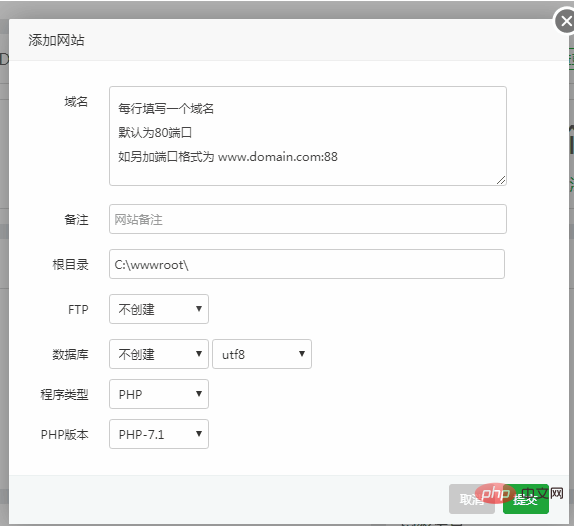 添加网站
域名
每行填写一个域名
默认为80端口
如另加端口格式为 www.domain.com:88
备注
网站备注
根目录
C:\wwwroot\
FTP
不创建
数据库
不创建
utf8
程序类型
PHP
PHP版本
PHP-7.1
取消
提交
php 中文网